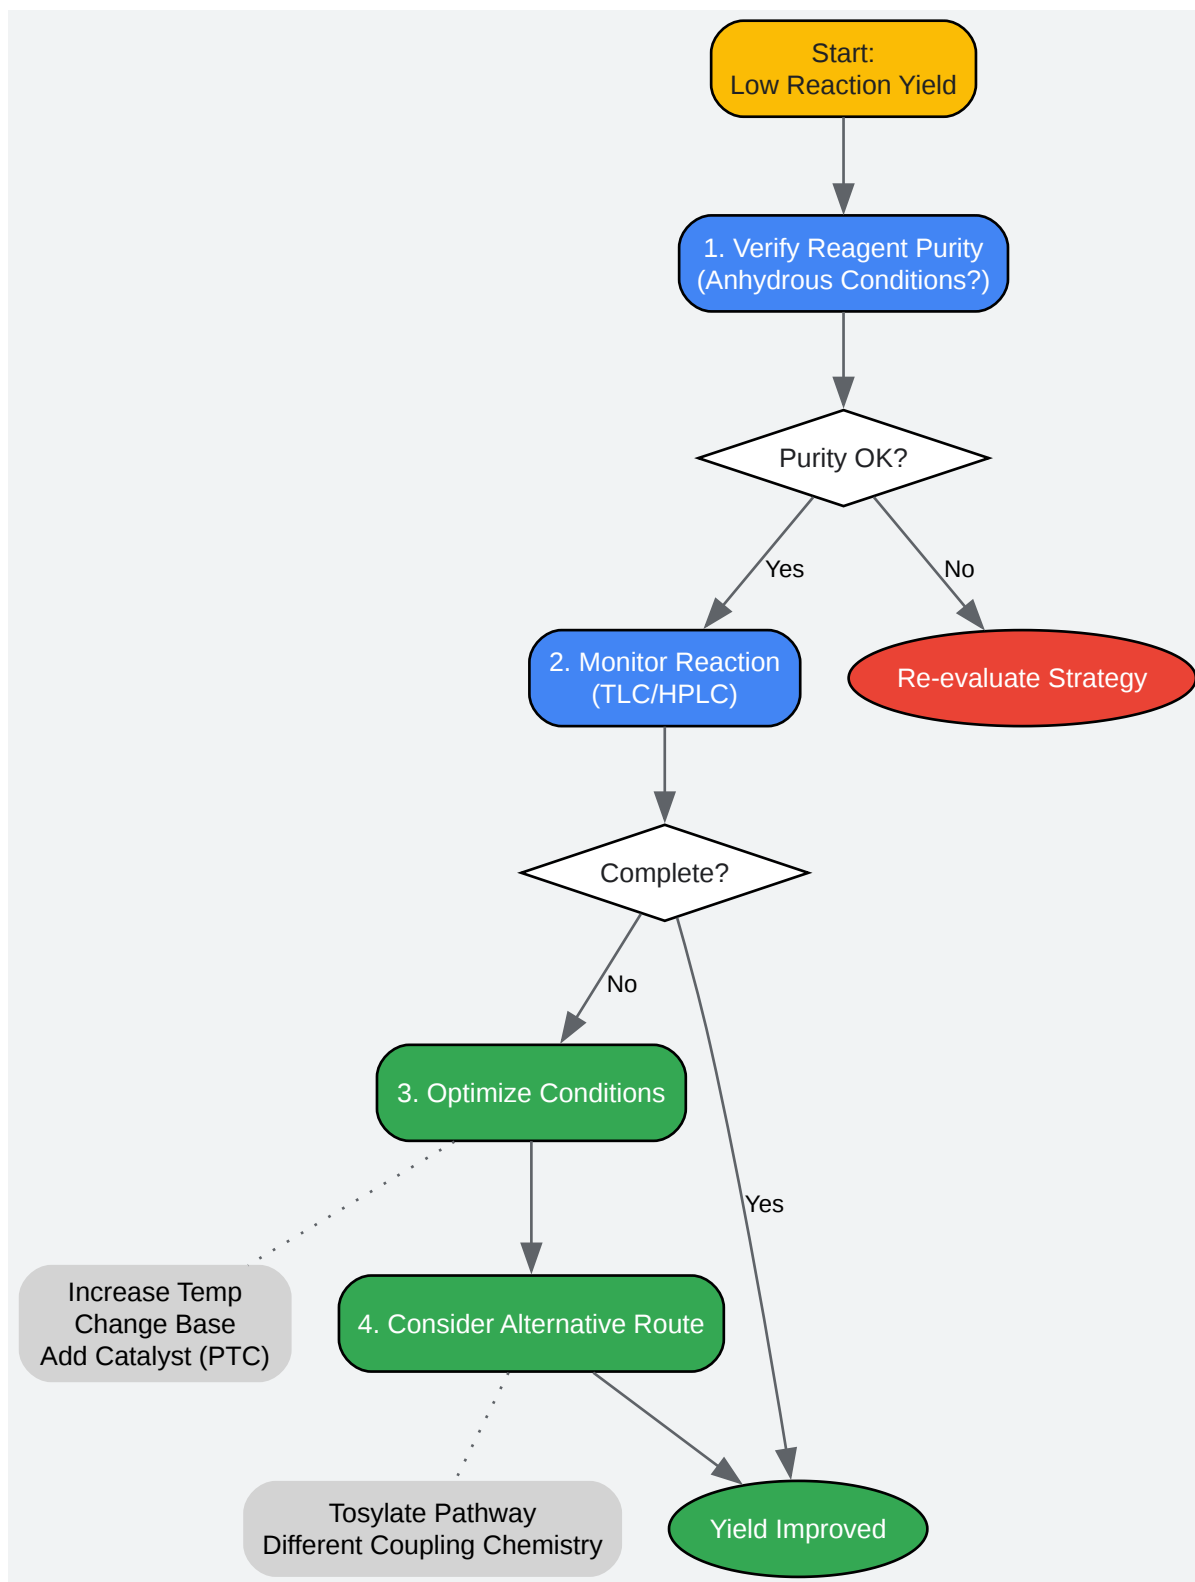 Start:
Low Reaction Yield
1. Verify Reagent Purity
(Anhydrous Conditions?)
Purity OK?
Yes
No
2. Monitor Reaction
(TLC/HPLC)
Re-evaluate Strategy
Complete?
No
3. Optimize Conditions
Yes
Increase Temp
Change Base
Add Catalyst (PTC)
4. Consider Alternative Route
Tosylate Pathway
Different Coupling Chemistry
Yield Improved